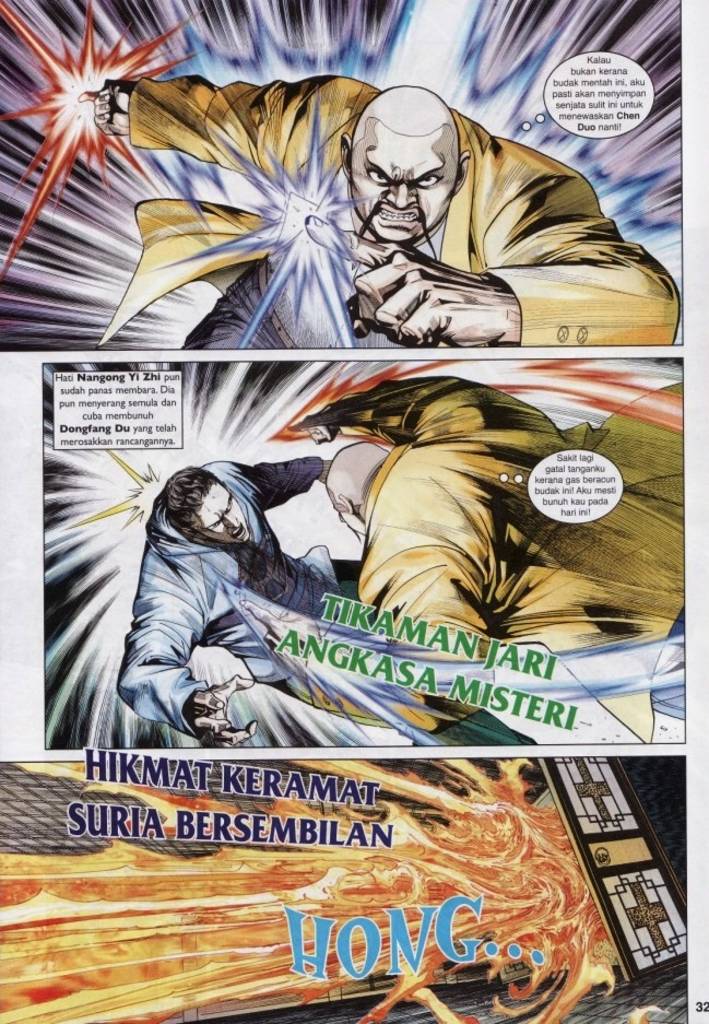 Kalau
bukan kerana
budak mentah ini, aku
pasti akan menyimpan
senjata sulit ini untuk
menewaskan Chen
Duo nanti!
Hati Nangong Yi Zhi pun
sudah panas membara. Dia
pun menyerang semula dan
cuba membunuh
Dongfang Du yang telah
merosakkan rancangannya.
Sakit lagi
gatal tanganku
kerana gas beracun
budak ini! Aku mesti
bunuh kau pada
hari ini!
TIKAMAN JARI
ANGKASA MISTERI
HIKMAT KERAMAT
SURIA BERSEMBILAN
HONG...
32